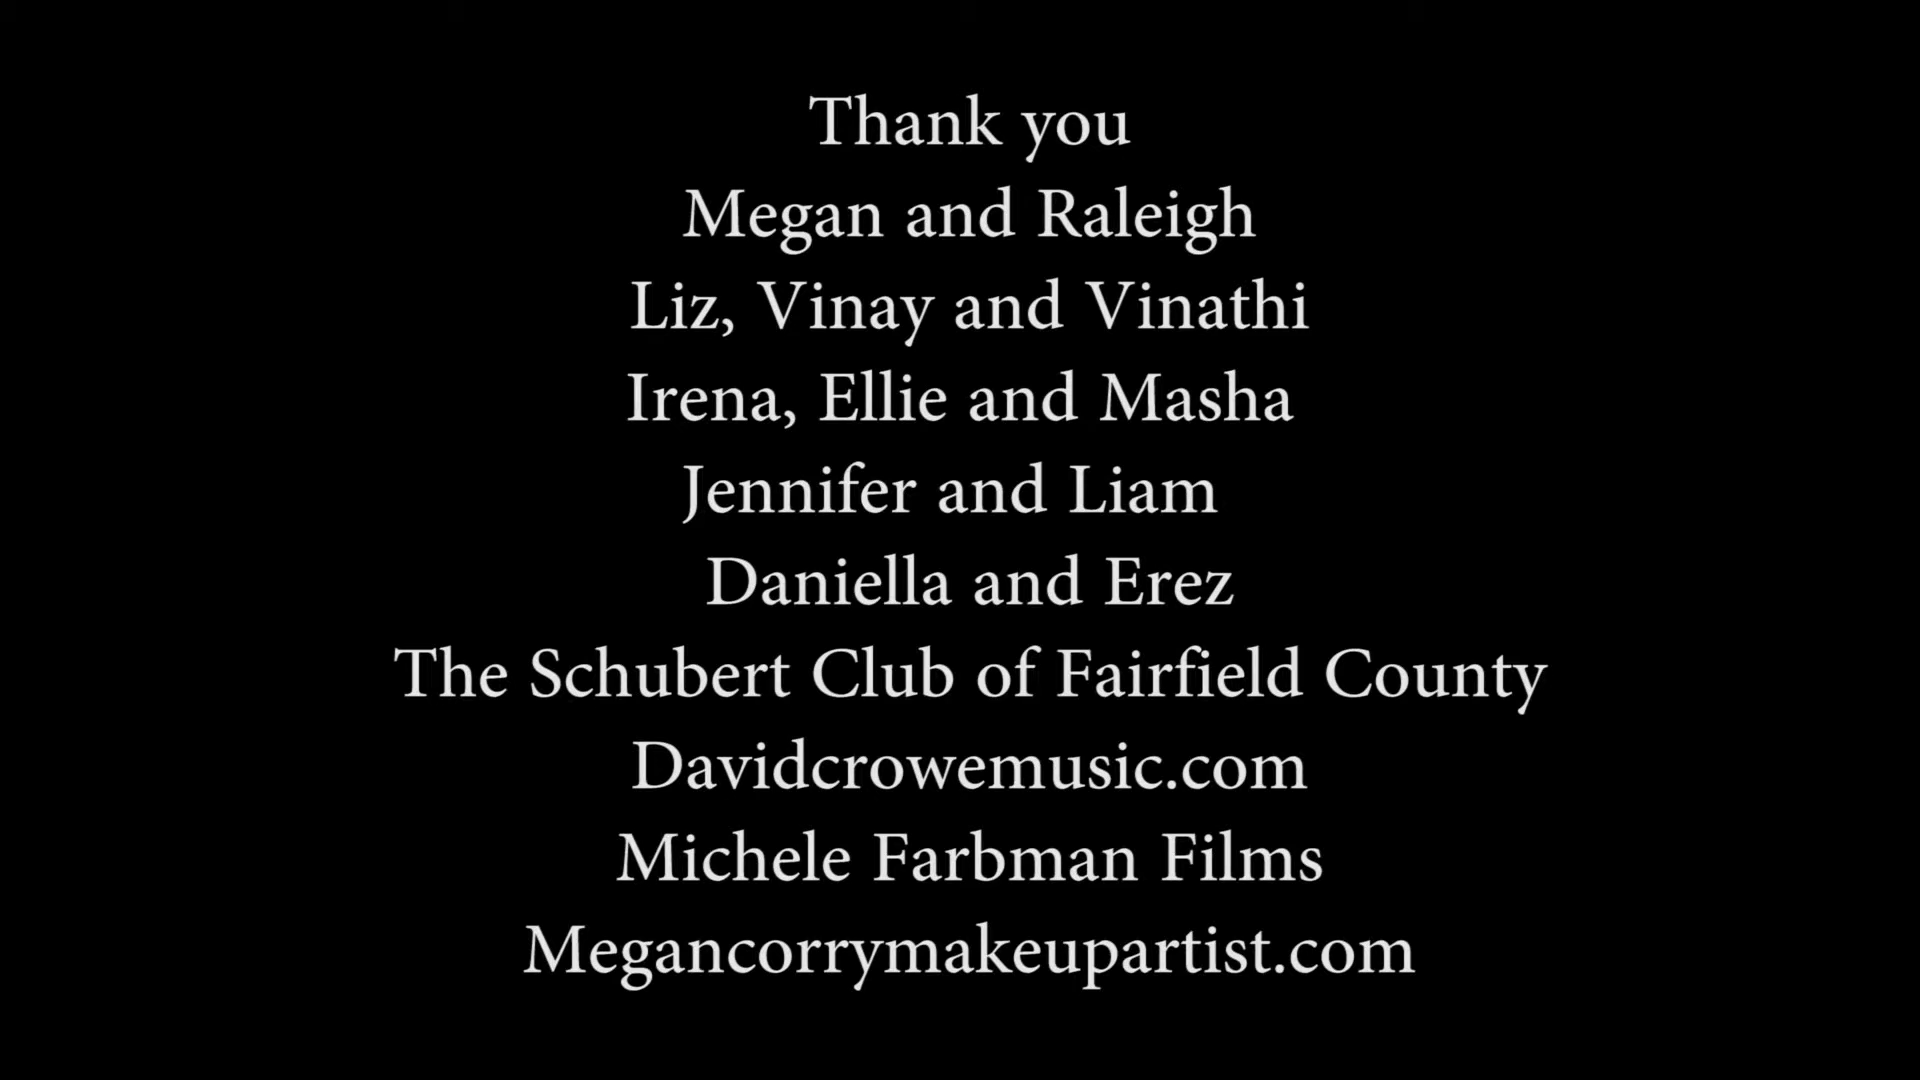 Thank you
Megan and Raleigh
Liz, Vinay and Vinathi
Irena, Ellie and Masha
Jennifer and Liam
Daniella and Erez
The Schubert Club of Fairfield County
Davidcrowemusic.com
Michele Farbman Films
Megancorrymakeupartist.com